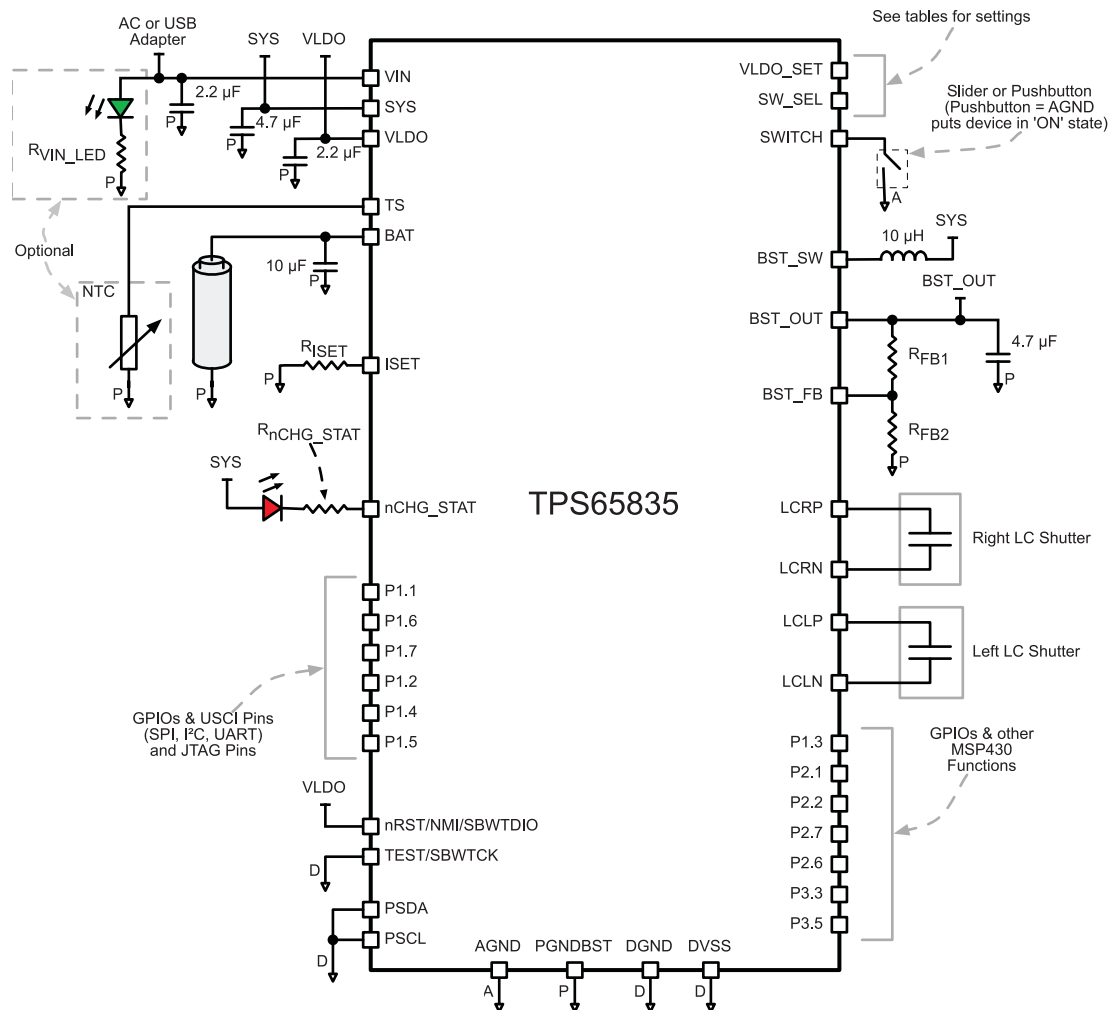 AC or USB
Adapter
SYS
VLDO
See tables for settings
VIN
2.2 µF
P
SYS
4.7 µF
P
VLDO
2.2 µF
P
RVIN_LED
P
Optional
TS
BAT
10 µF
P
NTC
P
P
RISET
P
ISET
RnCHG_STAT
SYS
nCHG_STAT
P1.1
P1.6
P1.7
P1.2
P1.4
P1.5
GPIOs & USCI Pins
(SPI, I²C, UART)
and JTAG Pins
VLDO
nRST/NMI/SBWTDIO
TEST/SBWTCK
D
PSDA
PSCL
D
TPS65835
VLDO_SET
SW_SEL
SWITCH
Slider or Pushbutton
(Pushbutton = AGND
puts device in 'ON' state)
A
SYS
10 µH
BST_SW
BST_OUT
BST_OUT
4.7 µF
P
RFB1
BST_FB
RFB2
P
LCRP
Right LC Shutter
LCRN
LCLP
Left LC Shutter
LCLN
GPIOs & other
MSP430
Functions
P1.3
P2.1
P2.2
P2.7
P2.6
P3.3
P3.5
AGND
PGNDBST
DGND
DVSS
A
P
D
D